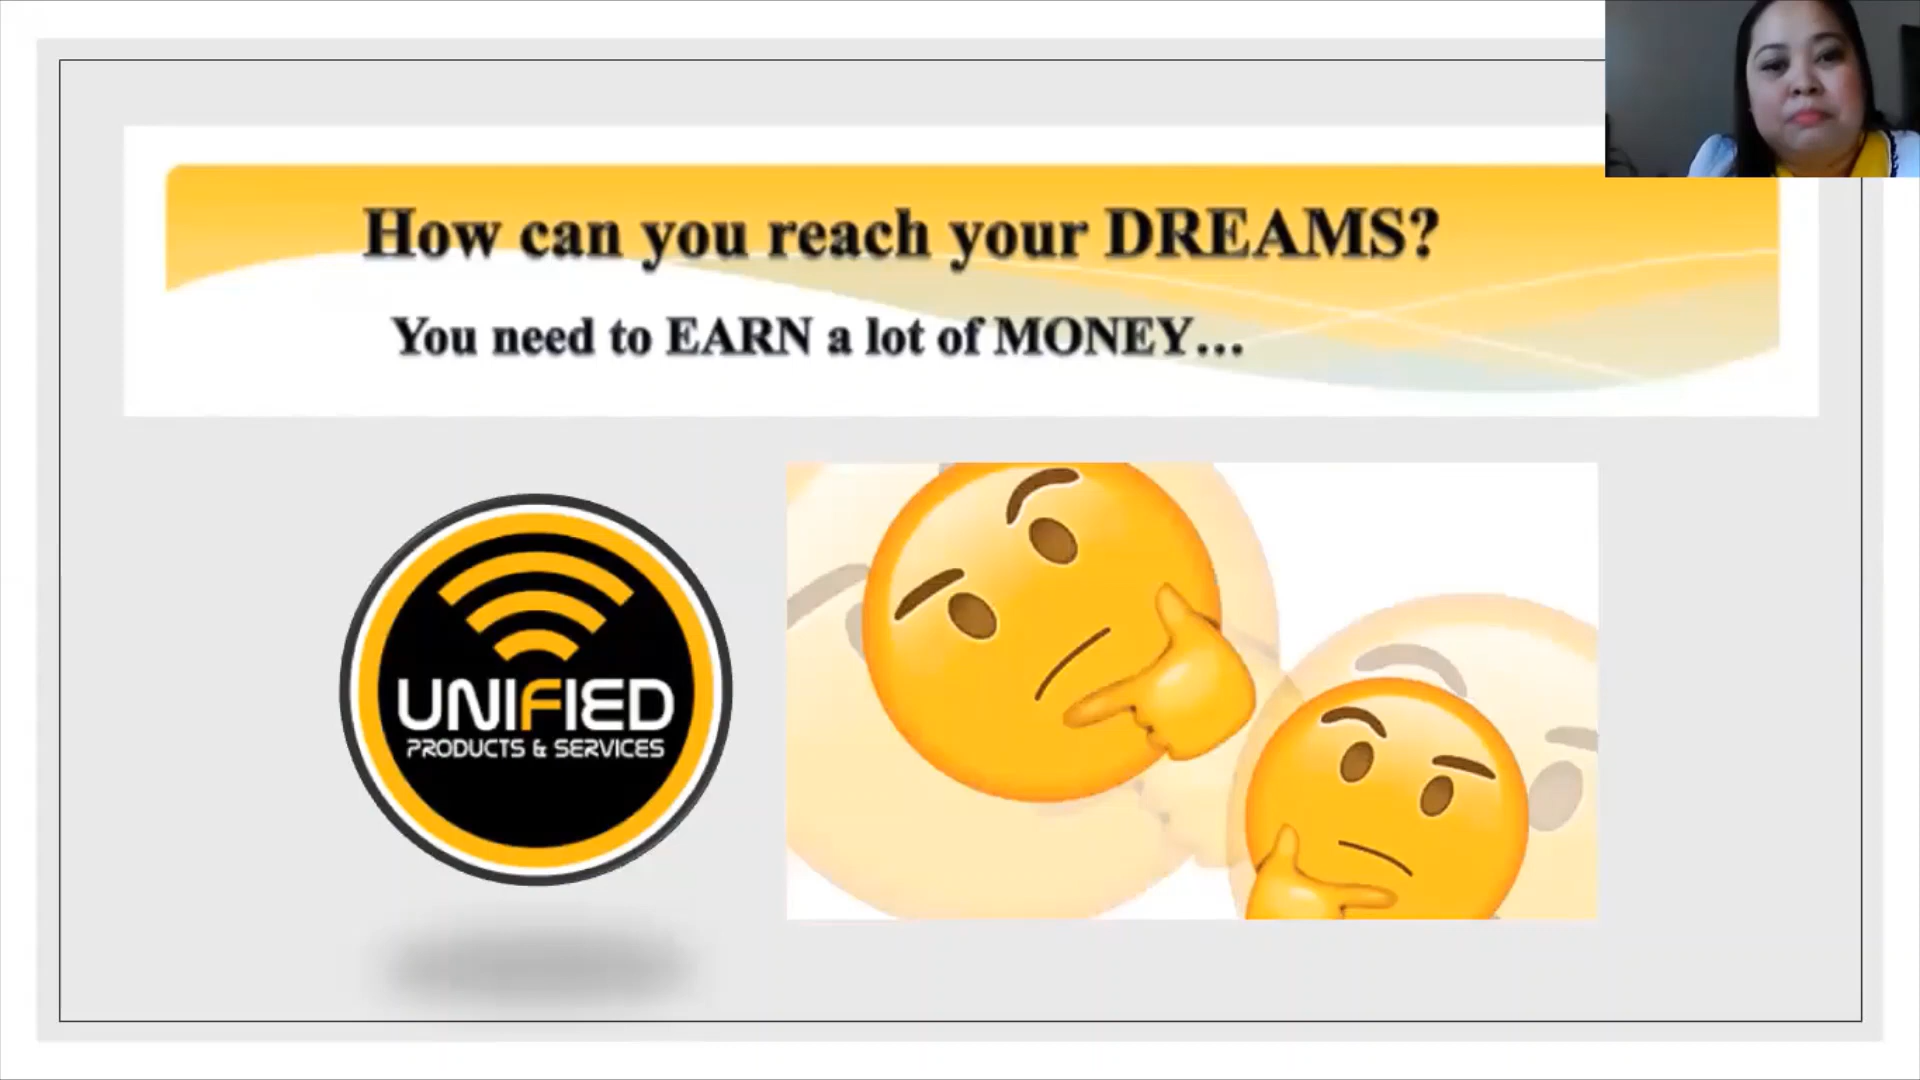 How can you reach your DREAMS?
You need to EARN a lot of MONEY...
UNIFIED
PRODUCTS & SERVICES